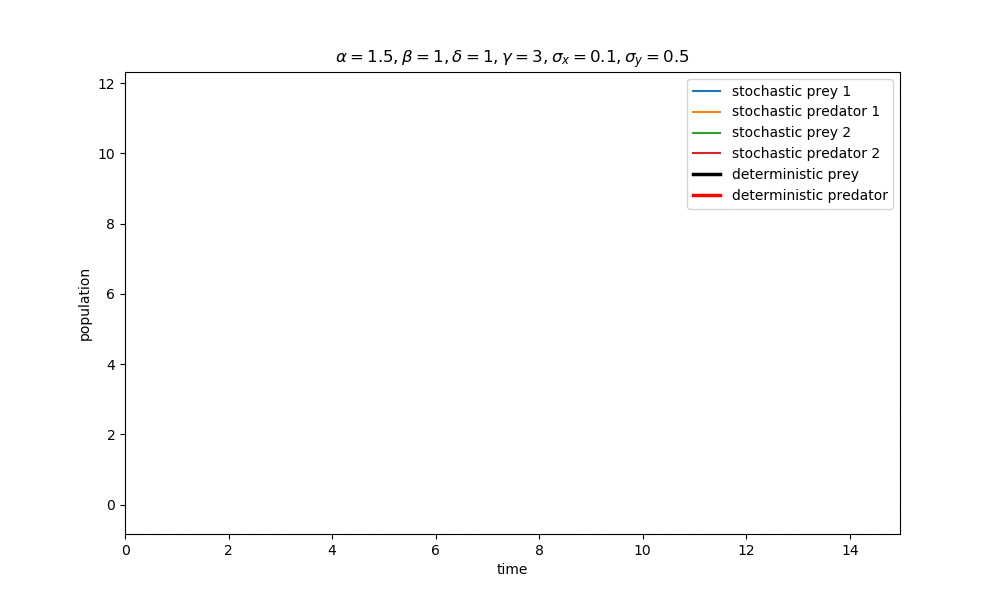 α = 1.5, β = 1, δ = 1, γ = 3, σₓ = 0.1, σᵧ = 0.5
12
10
8
6
4
2
0
population
stochastic prey 1
stochastic predator 1
stochastic prey 2
stochastic predator 2
deterministic prey
deterministic predator
0 2 4 6 8 10 12 14
time